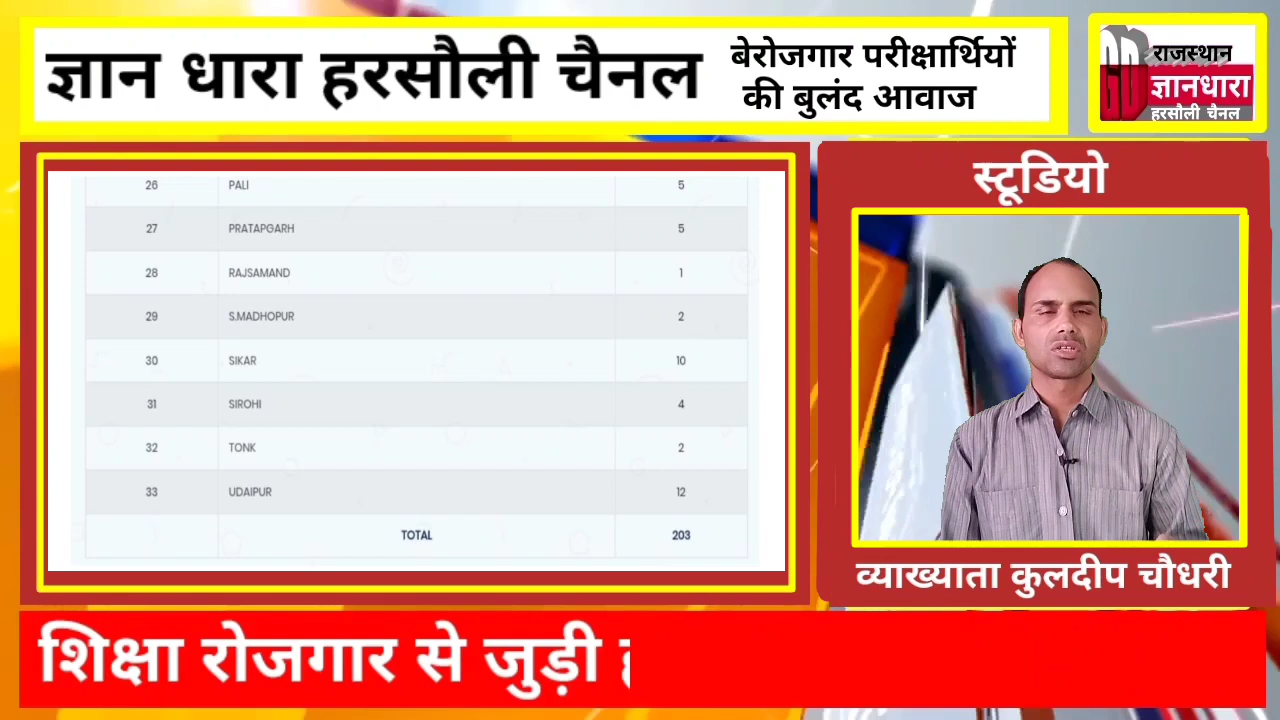 ज्ञान धारा हरसौली चैनल
बेरोजगार परीक्षार्थियों
की बुलंद आवाज
GD
राजस्थान
ज्ञानधारा
हरसौली चैनल
26 PALI 5
27 PRATAPGARH 5
28 RAJSAMAND 1
29 S.MADHOPUR 2
30 SIKAR 10
31 SIROHI 4
32 TONK 2
33 UDAIPUR 12
TOTAL 203
स्टूडियो
व्याख्याता कुलदीप चौधरी
शिक्षा रोजगार से जुड़ी